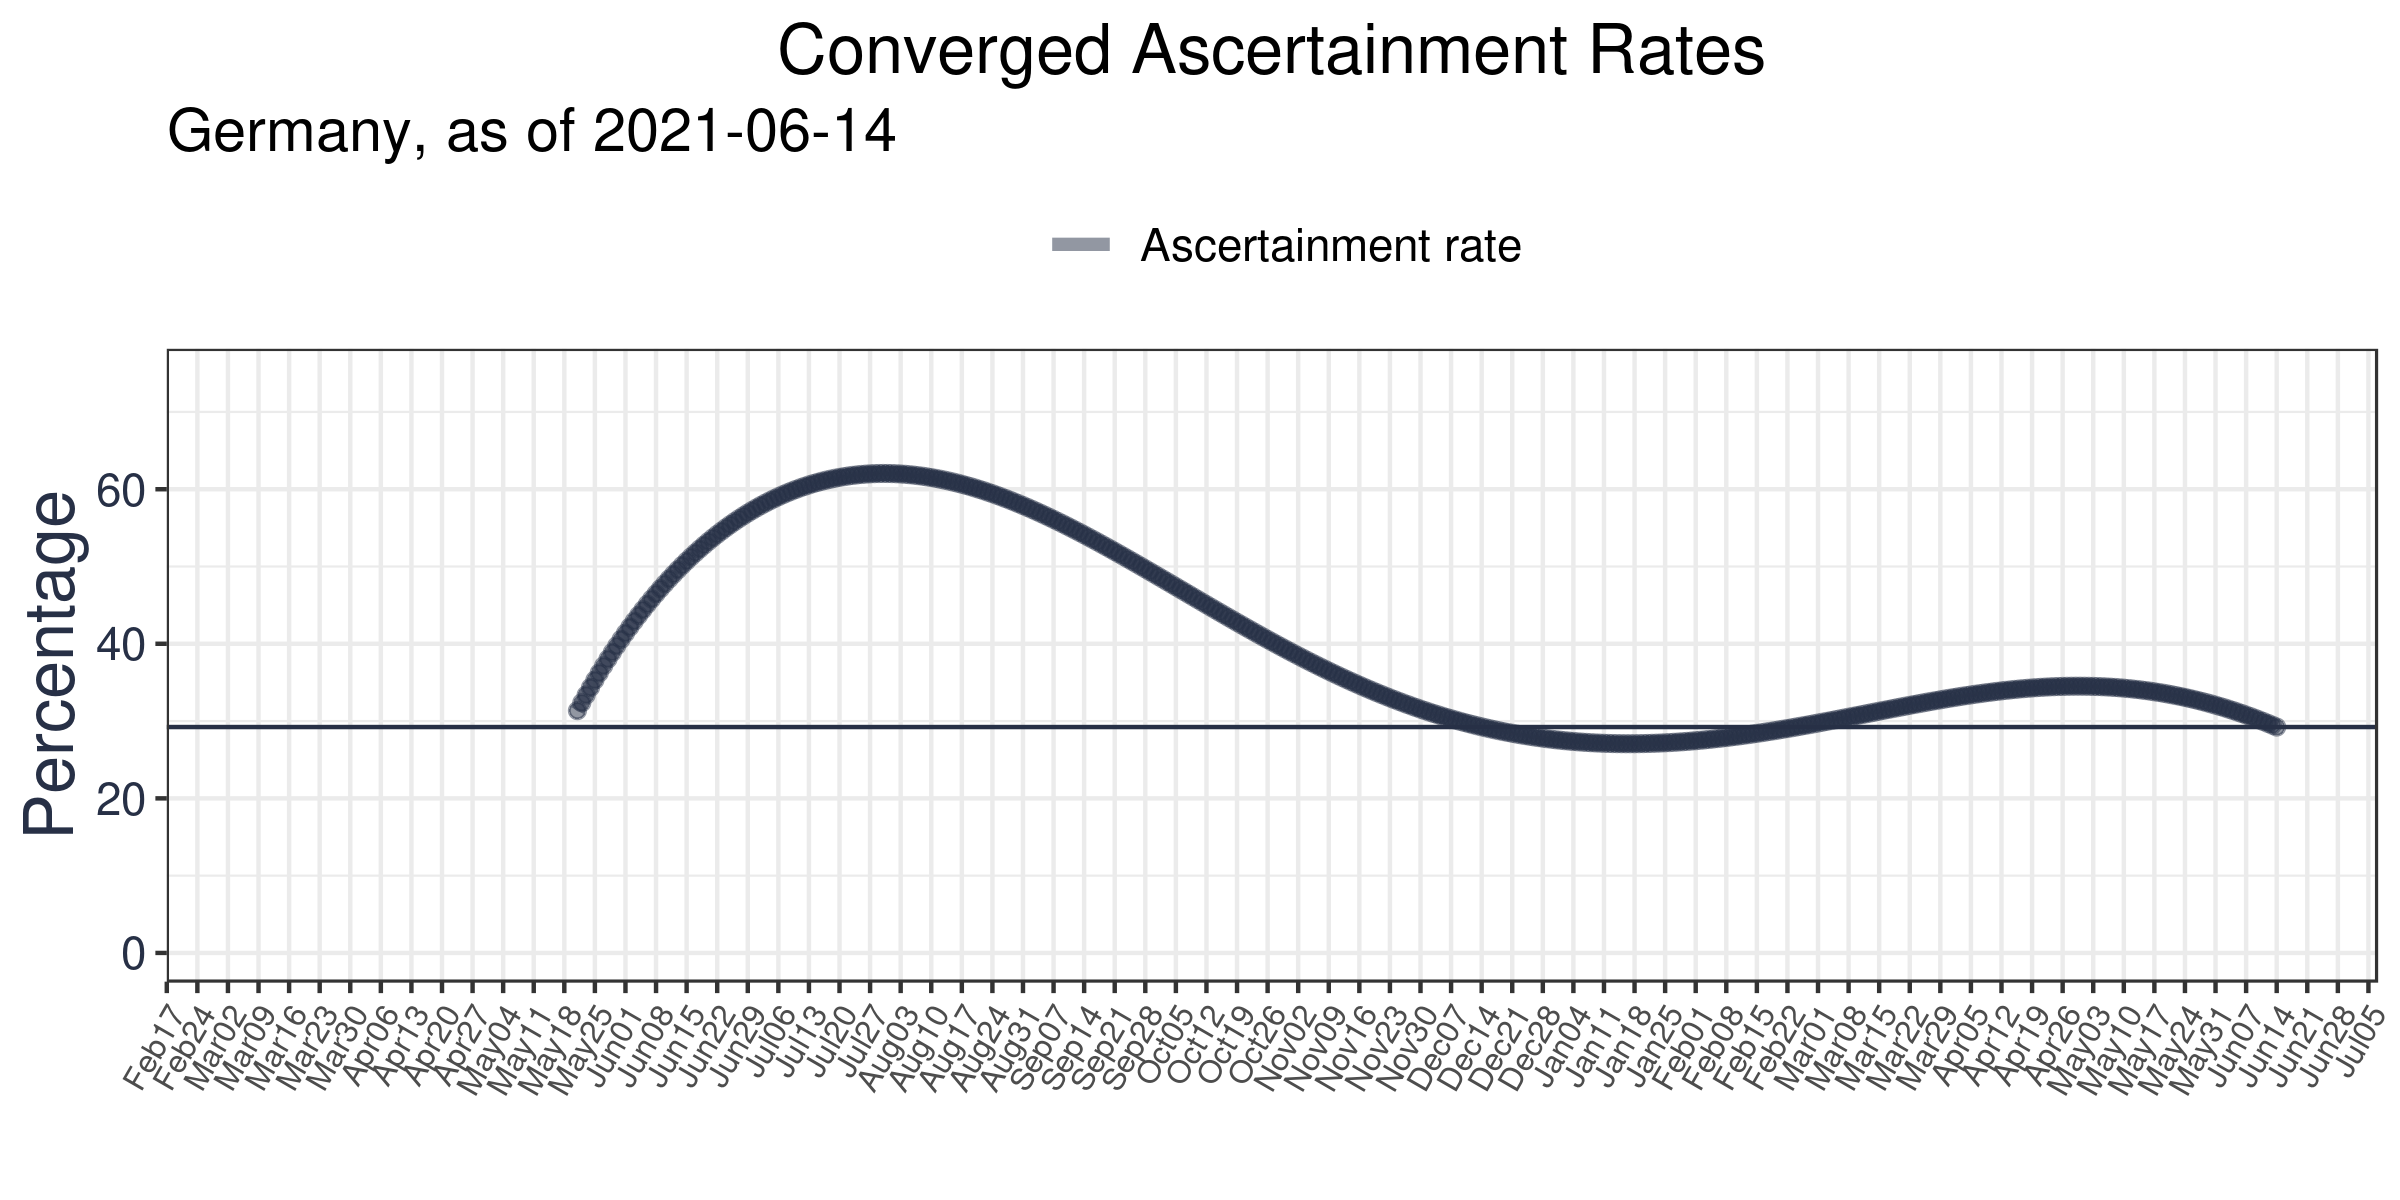 Converged Ascertainment Rates
Germany, as of 2021-06-14
Ascertainment rate
Percentage
60
40
20
0
Feb17 Feb24 Mar02 Mar09 Mar16 Mar23 Mar30 Apr06 Apr13 Apr20 Apr27 May04 May11 May18 May25 Jun01 Jun08 Jun15 Jun22 Jun29 Jul06 Jul13 Jul20 Jul27 Aug03 Aug10 Aug17 Aug24 Aug31 Sep07 Sep14 Sep21 Sep28 Oct05 Oct12 Oct19 Oct26 Nov02 Nov09 Nov16 Nov23 Nov30 Dec07 Dec14 Dec21 Dec28 Jan04 Jan11 Jan18 Jan25 Feb01 Feb08 Feb15 Feb22 Mar01 Mar08 Mar15 Mar22 Mar29 Apr05 Apr12 Apr19 Apr26 May03 May10 May17 May24 May31 Jun07 Jun14 Jun21 Jun28 Jul05